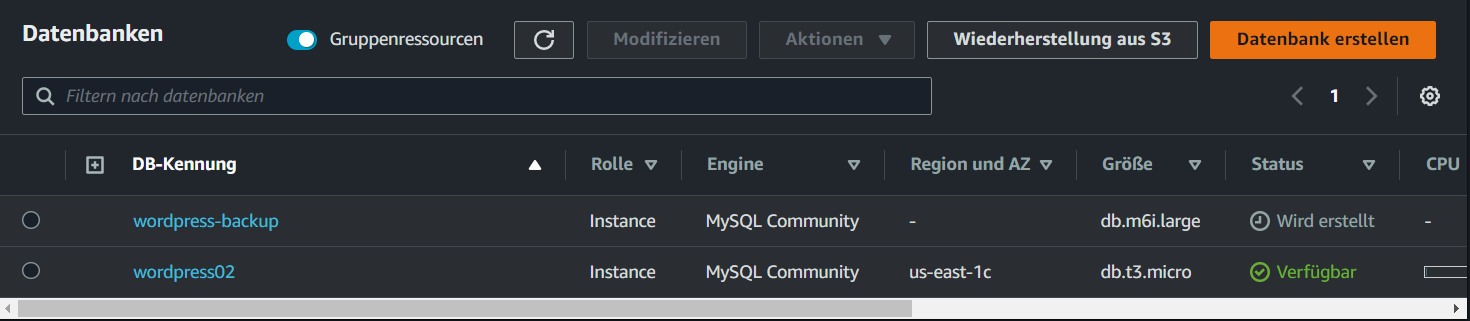 Datenbanken Gruppenressourcen Modifizieren Aktionen Wiederherstellung aus S3 Datenbank erstellen
Filtern nach datenbanken 1
DB-Kennung Rolle Engine Region und AZ Größe Status CPU
wordpress-backup Instance MySQL Community - db.m6i.large Wird erstellt -
wordpress02 Instance MySQL Community us-east-1c db.t3.micro Verfügbar